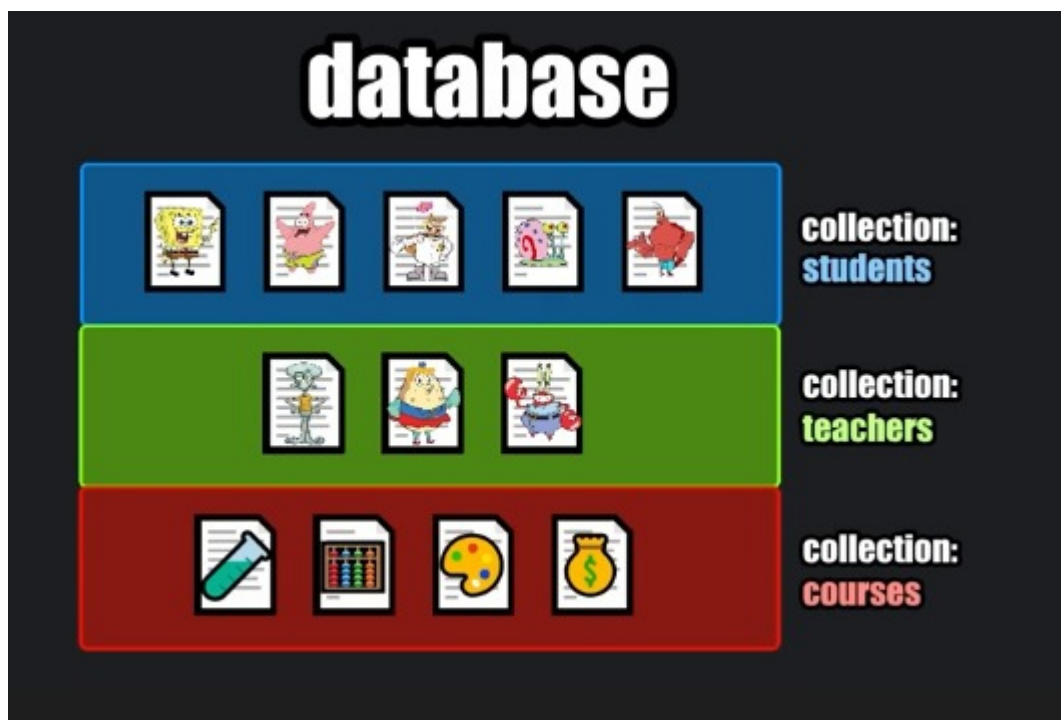 database
collection:
students
collection:
teachers
collection:
courses
$